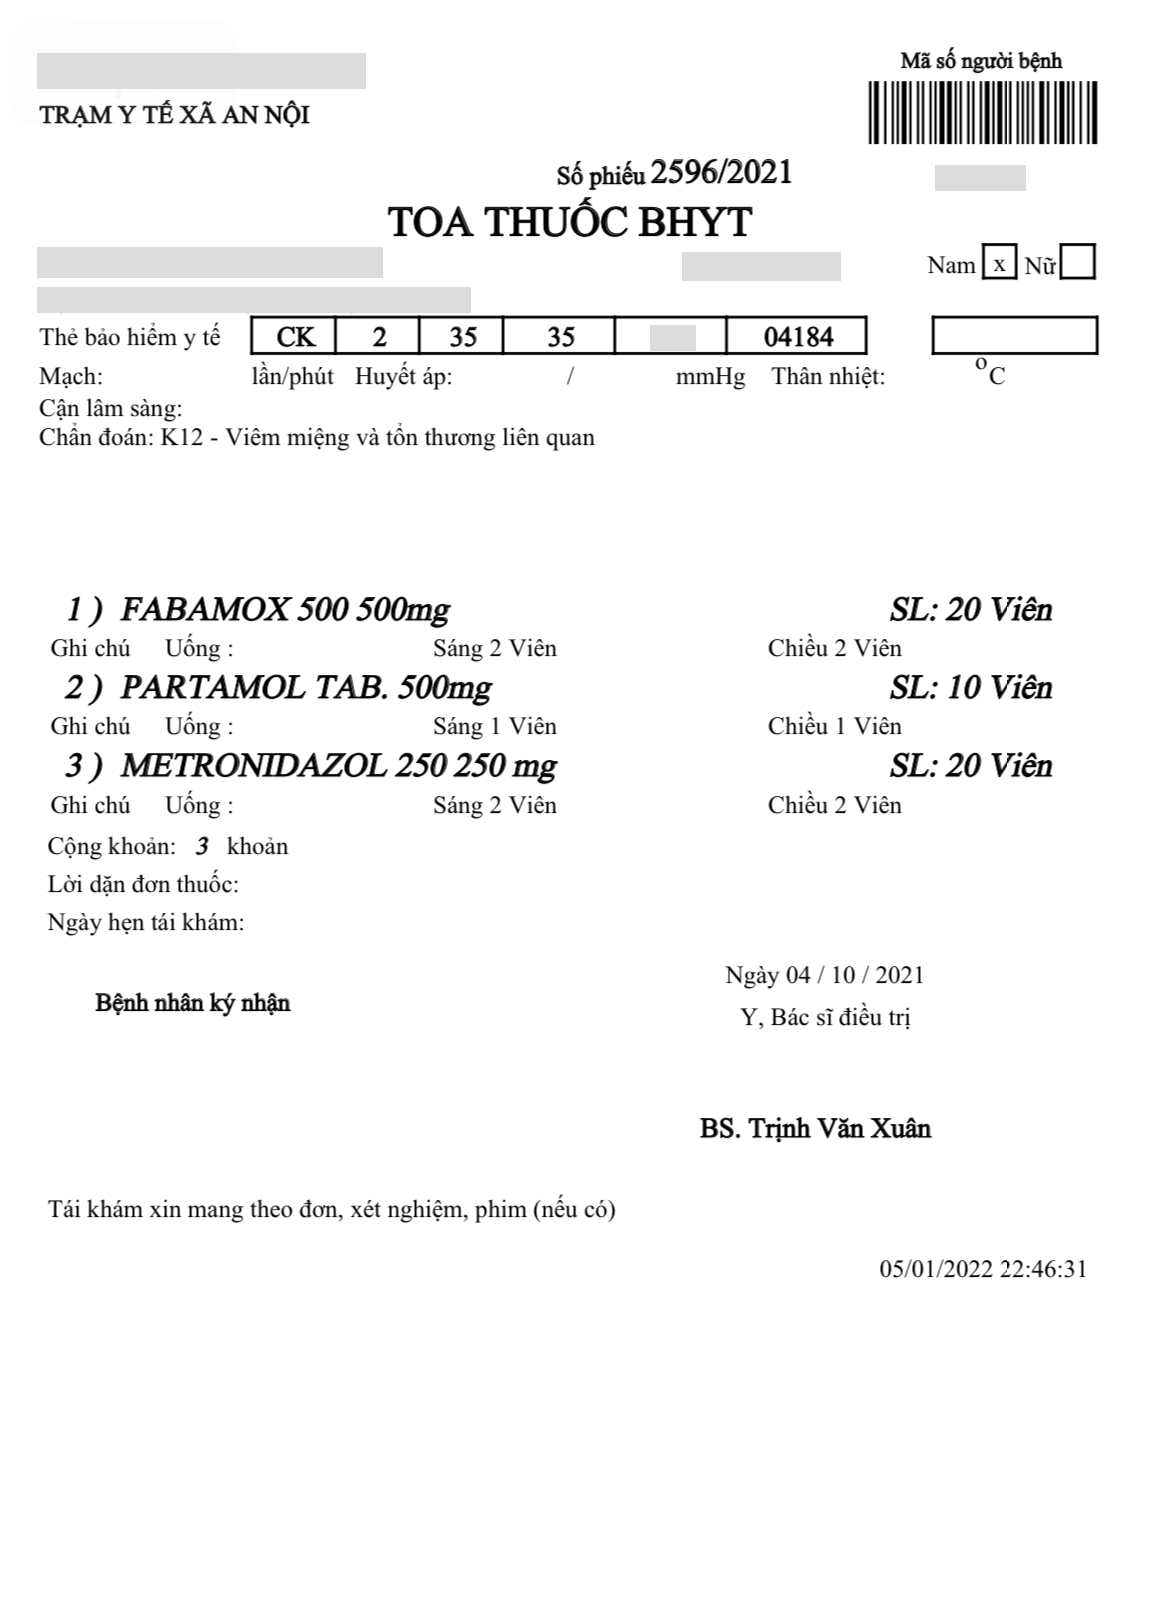 Mã số người bệnh
TRẠM Y TẾ XÃ AN NỘI
Số phiếu 2596/2021
TOA THUỐC BHYT
Nam x Nữ
Thẻ bảo hiểm y tế CK 2 35 35 04184
Mạch: lần/phút Huyết áp: / mmHg Thân nhiệt: °C
Cận lâm sàng:
Chẩn đoán: K12 - Viêm miệng và tổn thương liên quan
1 ) FABAMOX 500 500mg SL: 20 Viên
Ghi chú Uống : Sáng 2 Viên Chiều 2 Viên
2 ) PARTAMOL TAB. 500mg SL: 10 Viên
Ghi chú Uống : Sáng 1 Viên Chiều 1 Viên
3 ) METRONIDAZOL 250 250 mg SL: 20 Viên
Ghi chú Uống : Sáng 2 Viên Chiều 2 Viên
Cộng khoản: 3 khoản
Lời dặn đơn thuốc:
Ngày hẹn tái khám:
Ngày 04 / 10 / 2021
Bệnh nhân ký nhận
Y, Bác sĩ điều trị
BS. Trịnh Văn Xuân
Tái khám xin mang theo đơn, xét nghiệm, phim (nếu có)
05/01/2022 22:46:31